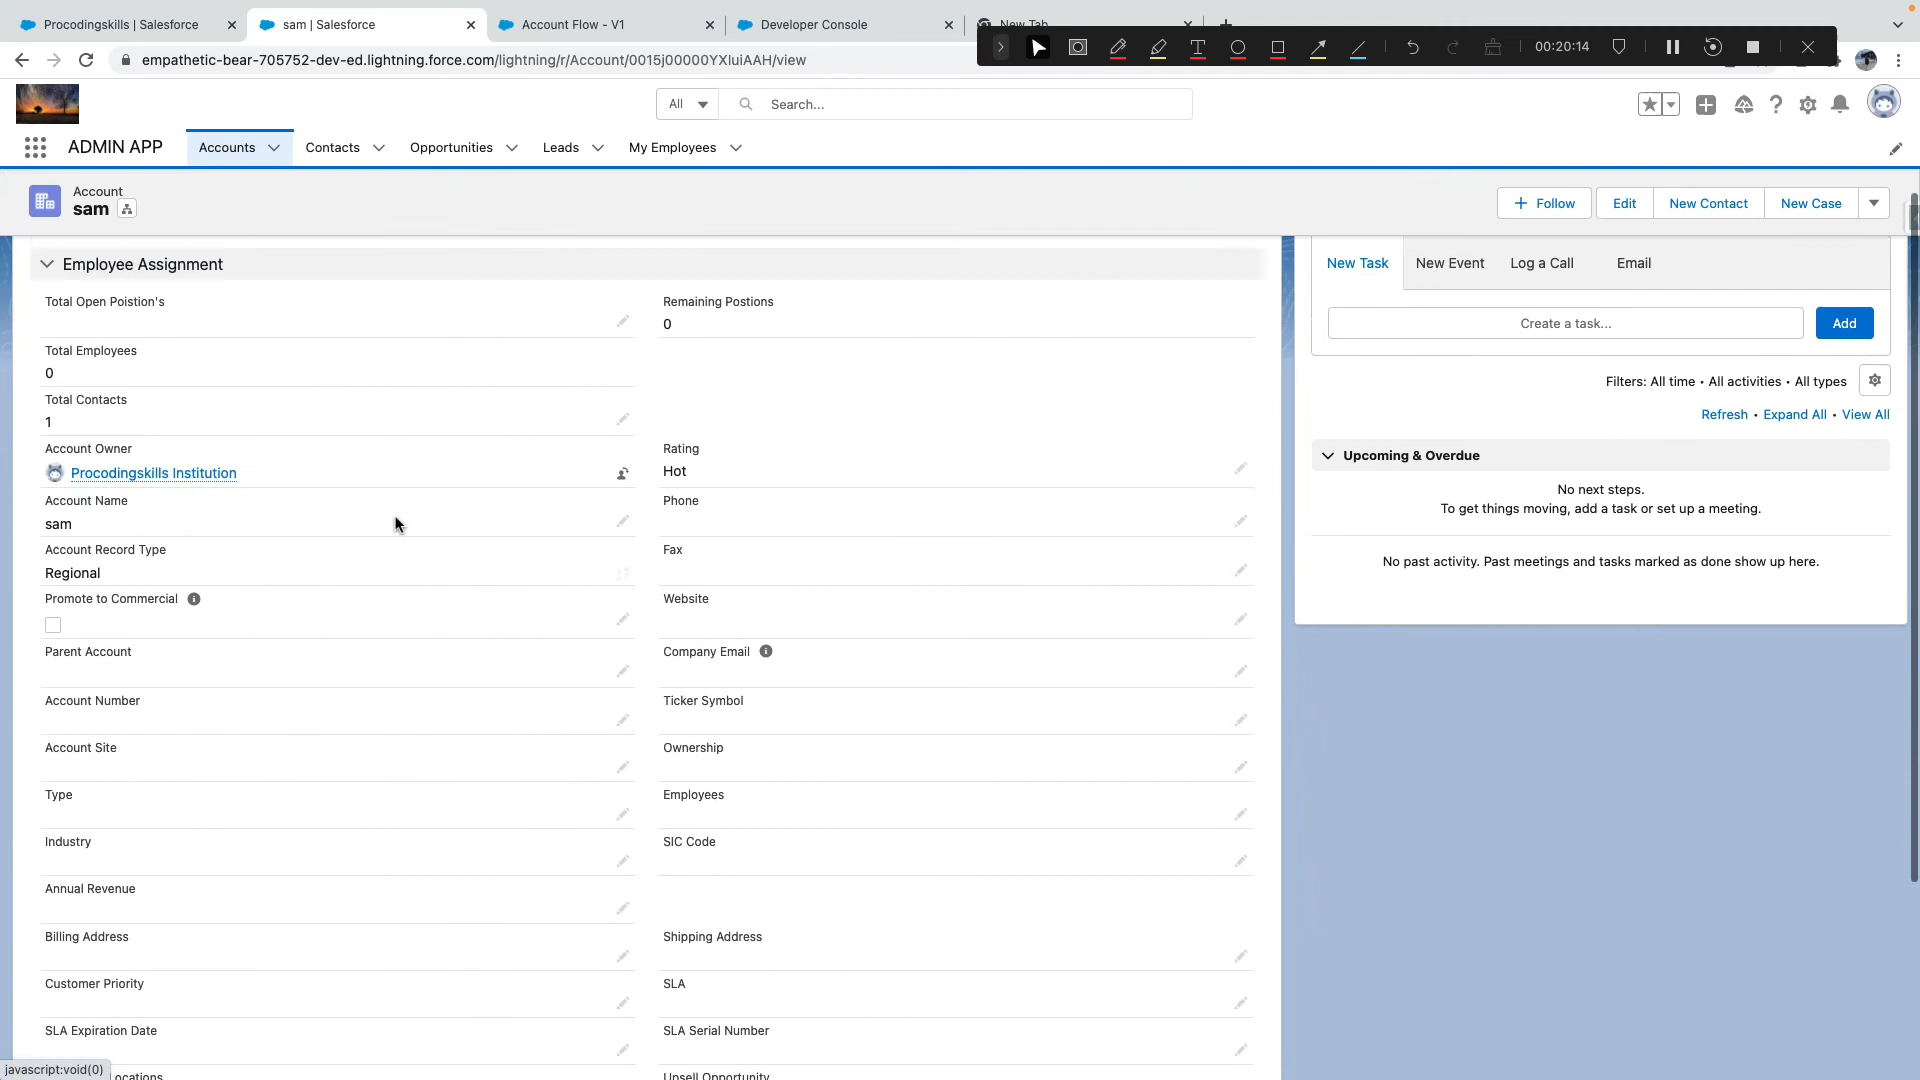 Procodingskills | Salesforce
sam | Salesforce
Account Flow - V1
Developer Console
New Tab
empathetic-bear-705752-dev-ed.lightning.force.com/lightning/r/Account/0015j00000YXIuiAAH/view
00:20:14
All
Search...
ADMIN APP
Accounts
Contacts
Opportunities
Leads
My Employees
Account
sam
Follow
Edit
New Contact
New Case
Employee Assignment
Total Open Poistion's
Remaining Postions
0
Total Employees
0
Total Contacts
1
Account Owner
Procodingskills Institution
Rating
Hot
Account Name
sam
Phone
Account Record Type
Regional
Fax
Promote to Commercial
Website
Parent Account
Company Email
Account Number
Ticker Symbol
Account Site
Ownership
Type
Employees
Industry
SIC Code
Annual Revenue
Billing Address
Shipping Address
Customer Priority
SLA
SLA Expiration Date
SLA Serial Number
ocations
Upsell Opportunity
javascript:void(0)
New Task
New Event
Log a Call
Email
Create a task...
Add
Filters: All time • All activities • All types
Refresh • Expand All • View All
Upcoming & Overdue
No next steps.
To get things moving, add a task or set up a meeting.
No past activity. Past meetings and tasks marked as done show up here.